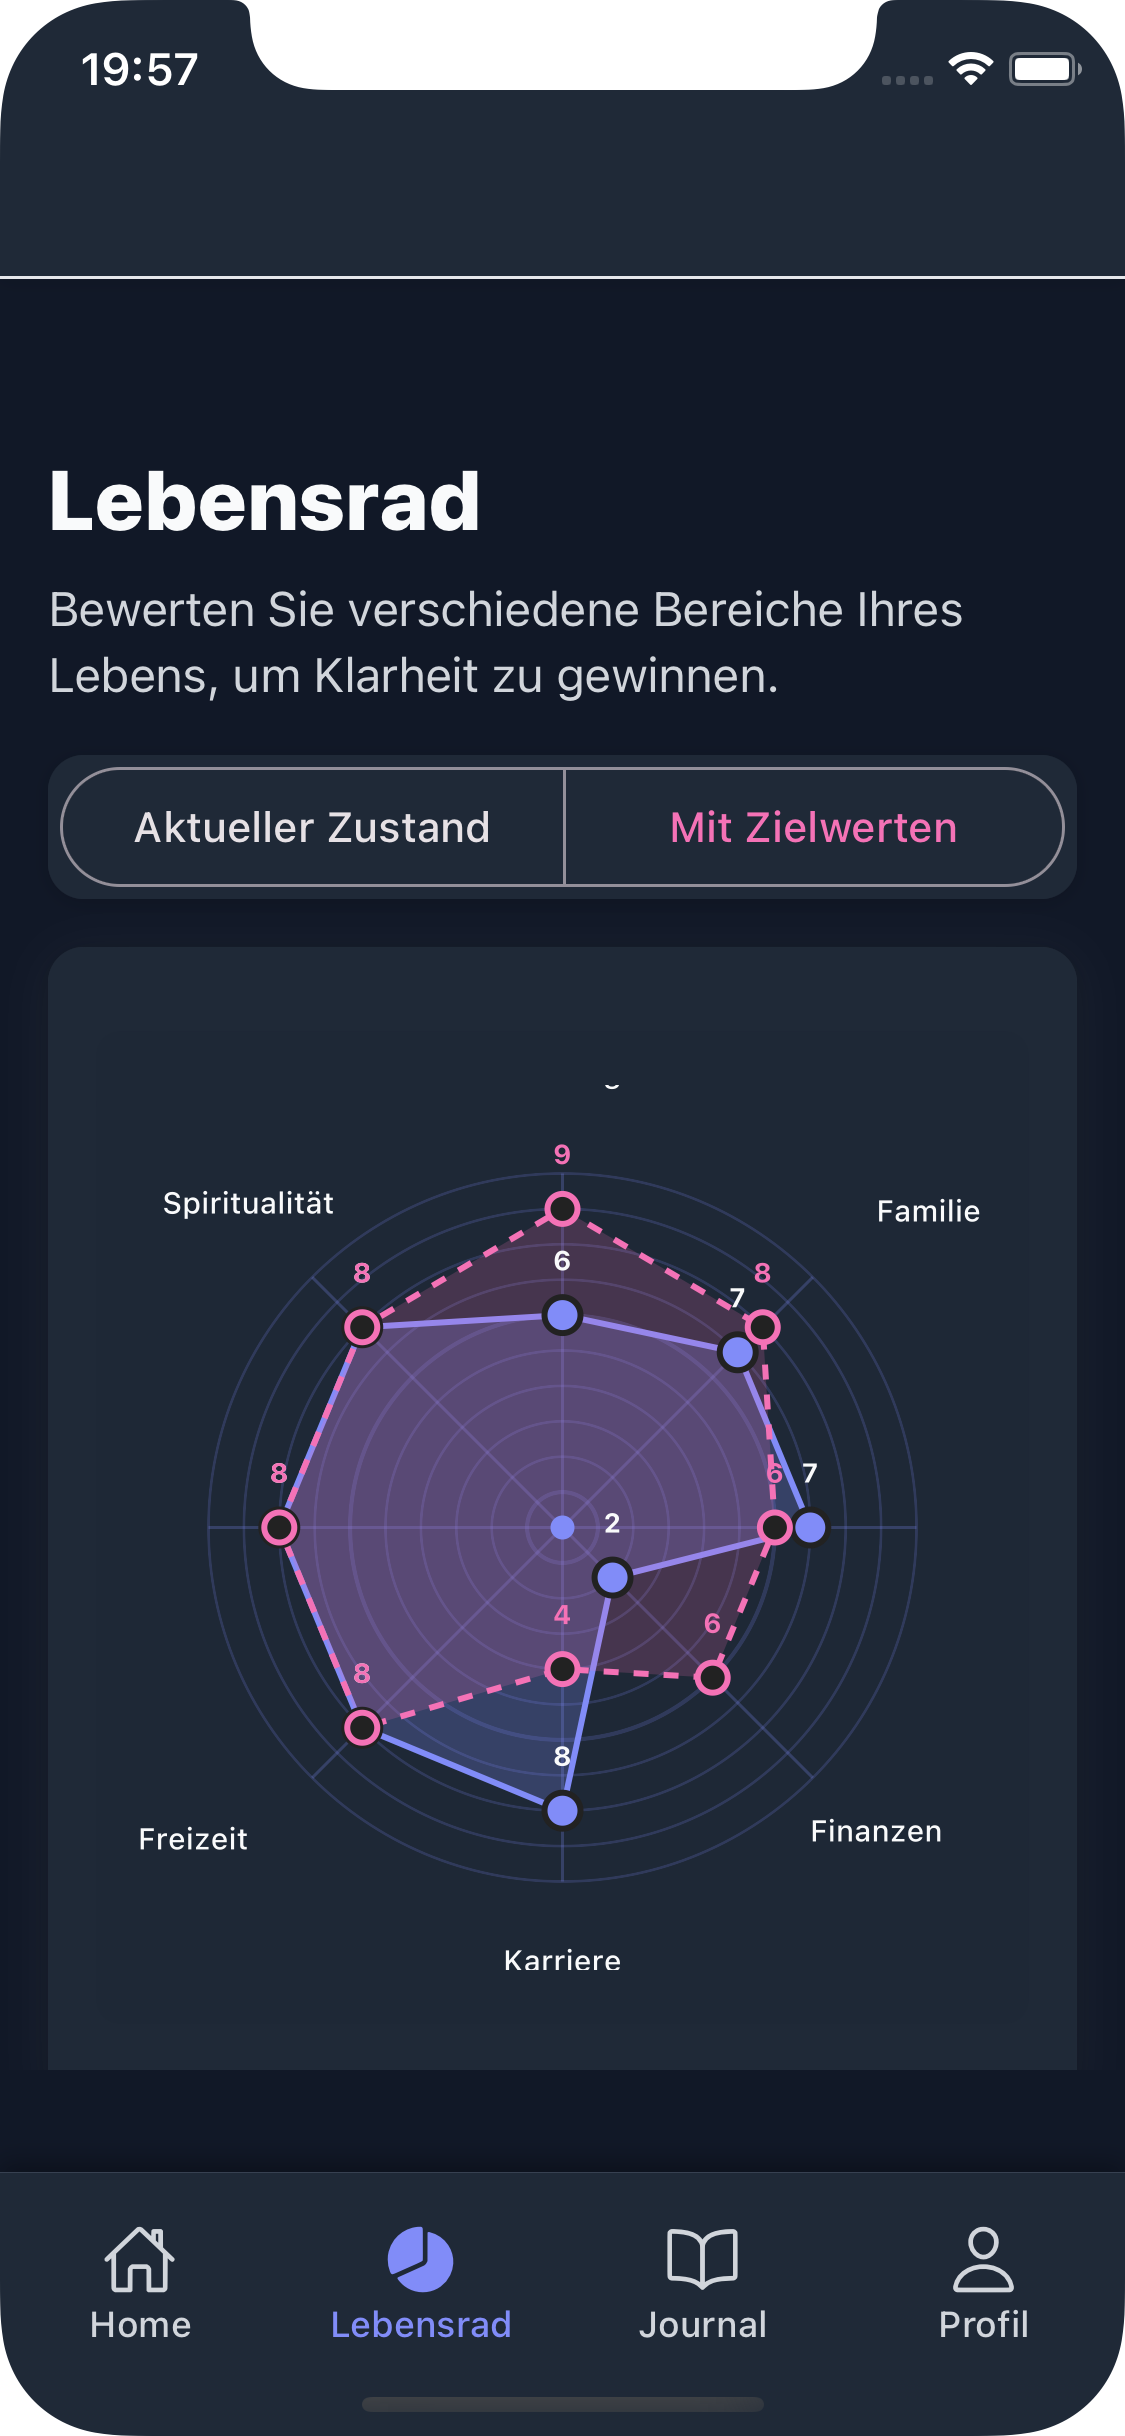 19:57
Lebensrad
Bewerten Sie verschiedene Bereiche Ihres
Lebens, um Klarheit zu gewinnen.
Aktueller Zustand
Mit Zielwerten
9
Spiritualität
Familie
6
8
8
7
8
6
7
2
4
6
8
8
Freizeit
Finanzen
Karriere
Home
Lebensrad
Journal
Profil